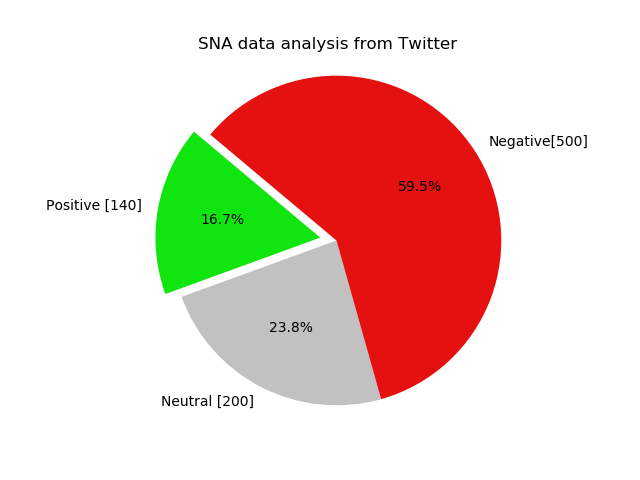 SNA data analysis from Twitter
Negative[500]
59.5%
Positive [140]
16.7%
23.8%
Neutral [200]